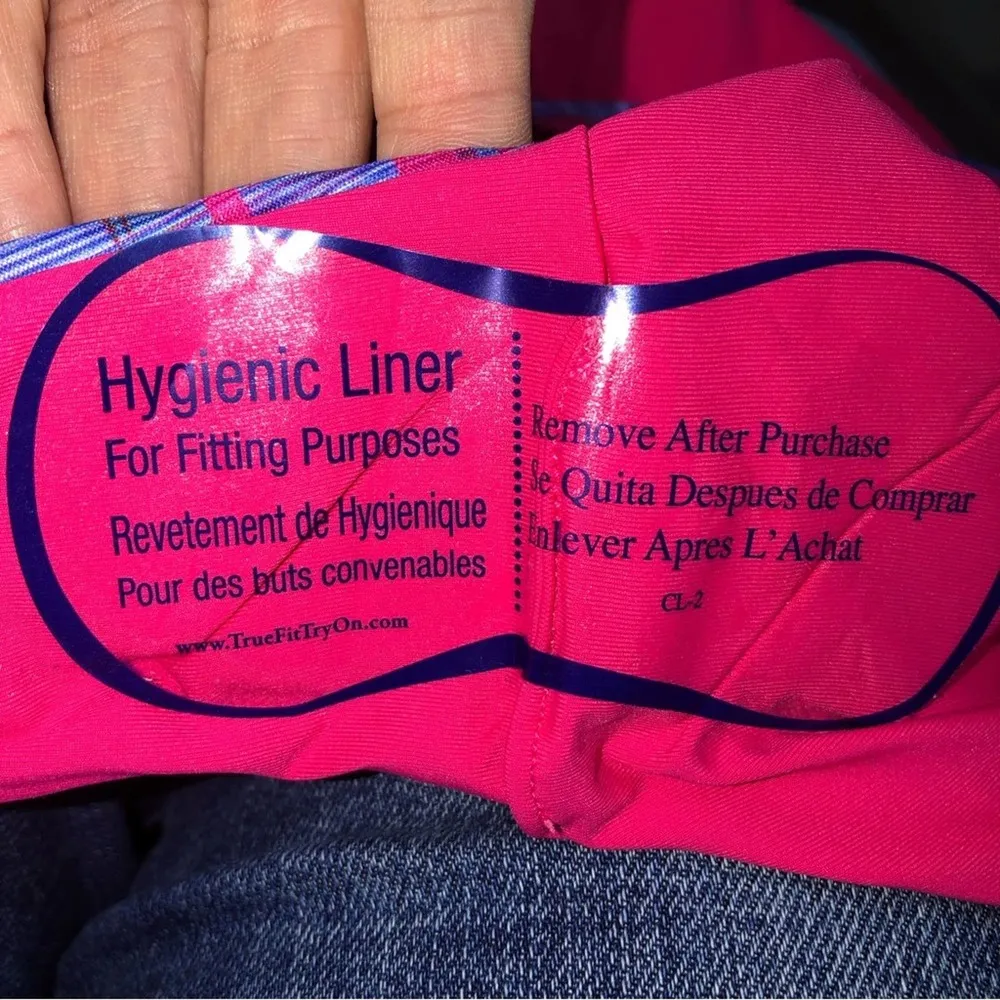 Hygienic Liner
For Fitting Purposes
Revetement de Hygienique
Pour des buts convenables
www.TrueFitTryOn.com
Remove After Purchase
Se Quita Despues de Comprar
Enlever Apres L'Achat
CL-2